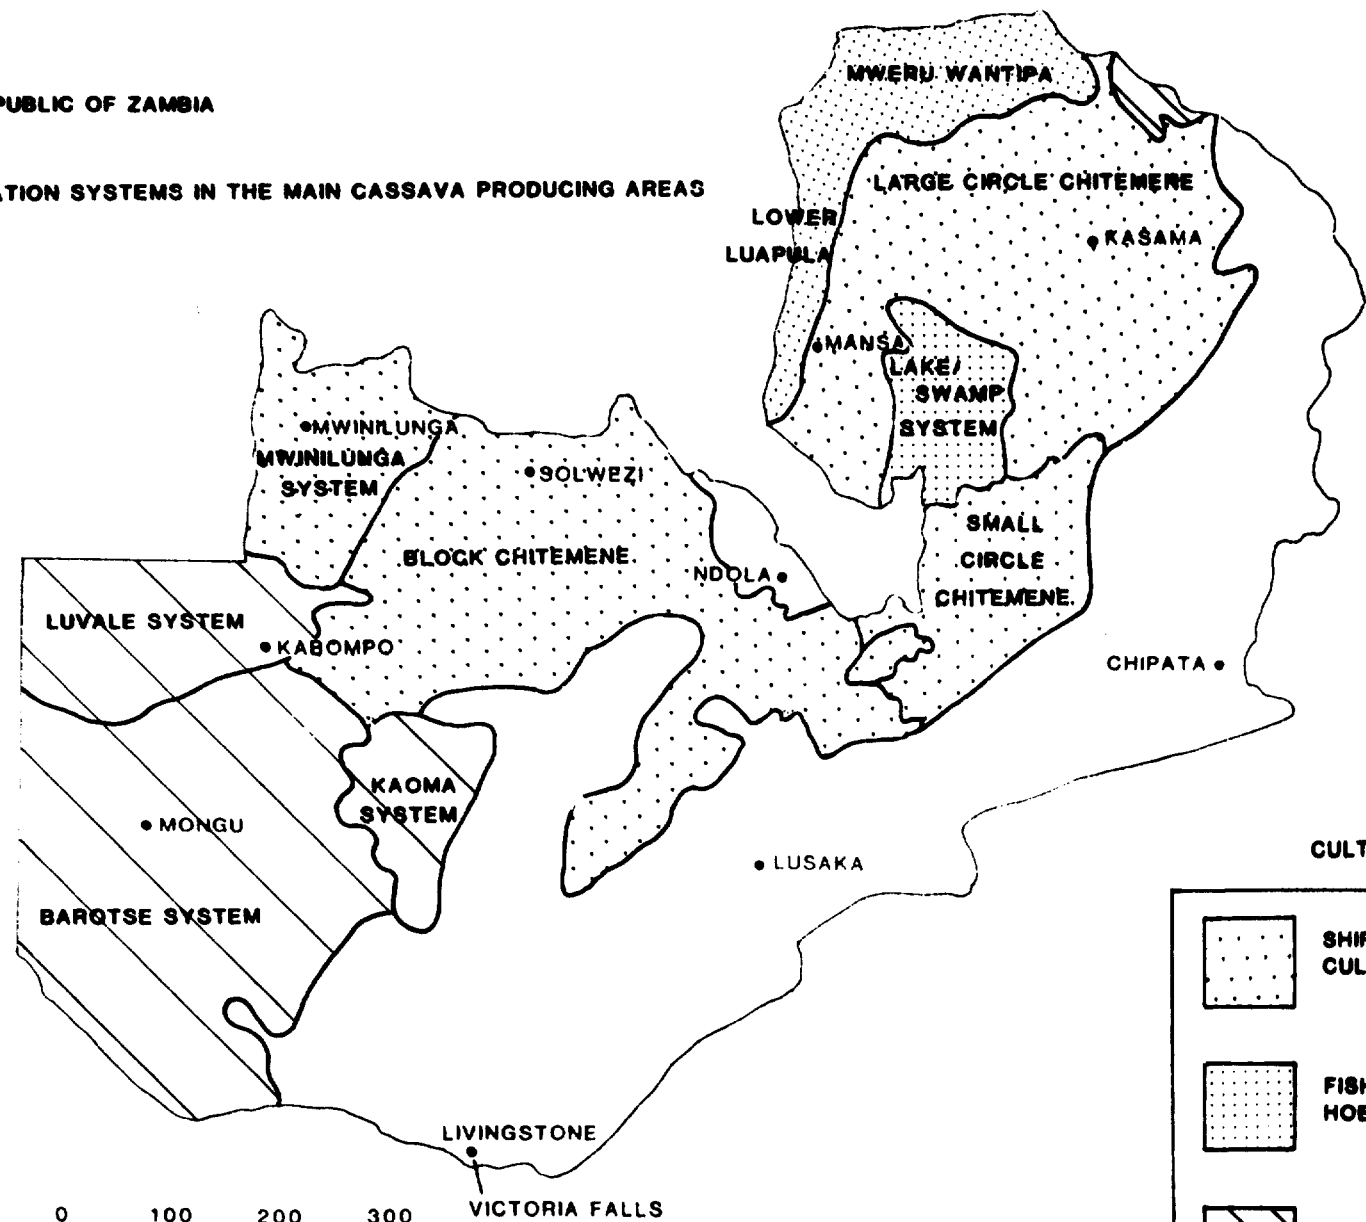 PUBLIC OF ZAMBIA
ATION SYSTEMS IN THE MAIN CASSAVA PRODUCING AREAS
MWERU WANTIPA
LARGE CIRCLE CHITEMERE
LOWER
LUAPULA
KASAMA
MANSA
LAKE/
SWAMP
SYSTEM
MWINILUNGA
MWINILUNGA
SYSTEM
SOLWEZI
SMALL
CIRCLE
CHITEMENE
BLOCK CHITEMENE
NDOLA
LUVALE SYSTEM
KABOMPO
CHIPATA
KAOMA
SYSTEM
MONGU
LUSAKA
BAROTSE SYSTEM
CULT
SHIF
CUL
FISH
HOE
LIVINGSTONE
VICTORIA FALLS
0 100 200 300